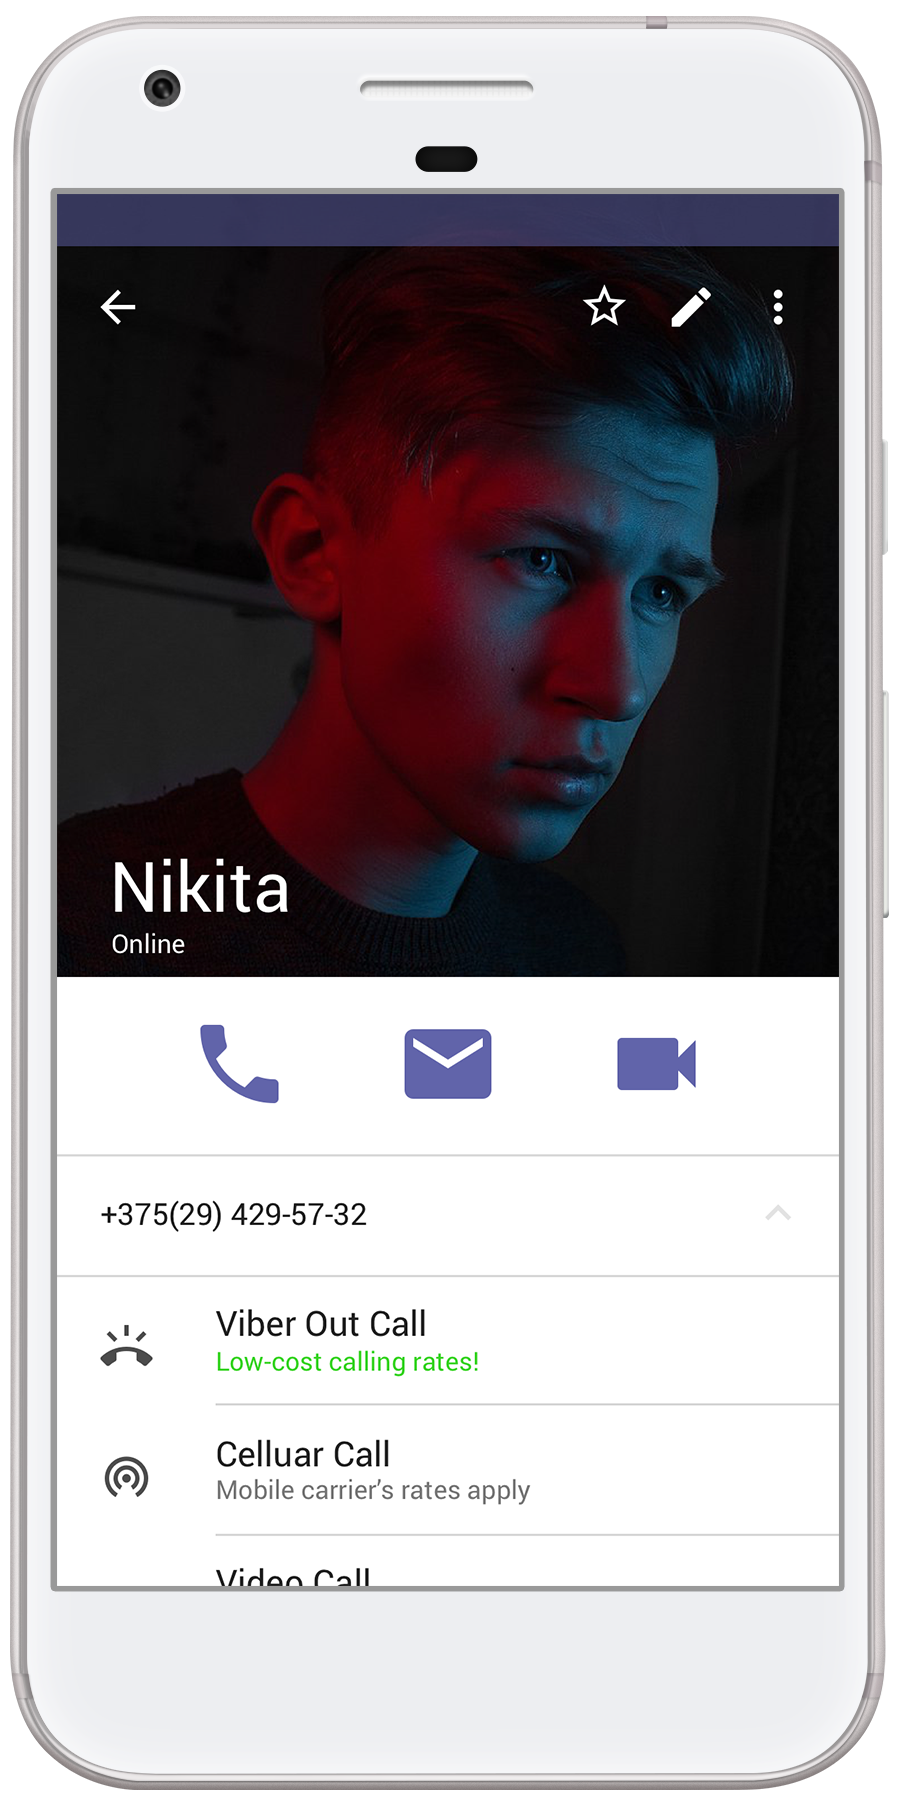 Nikita
Online
+375(29) 429-57-32
Viber Out Call
Low-cost calling rates!
Celluar Call
Mobile carrier's rates apply
Video Call